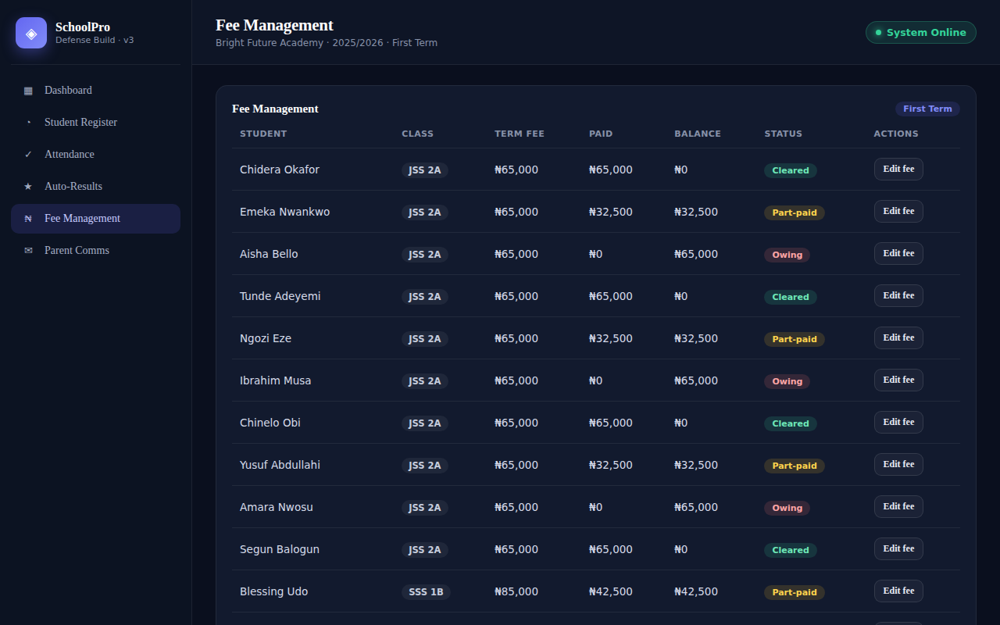 SchoolPro
Defense Build · v3
Dashboard
Student Register
Attendance
Auto-Results
₦ Fee Management
Parent Comms
Fee Management
Bright Future Academy · 2025/2026 · First Term
System Online
Fee Management First Term
STUDENT CLASS TERM FEE PAID BALANCE STATUS ACTIONS
Chidera Okafor JSS 2A ₦65,000 ₦65,000 ₦0 Cleared Edit fee
Emeka Nwankwo JSS 2A ₦65,000 ₦32,500 ₦32,500 Part-paid Edit fee
Aisha Bello JSS 2A ₦65,000 ₦0 ₦65,000 Owing Edit fee
Tunde Adeyemi JSS 2A ₦65,000 ₦65,000 ₦0 Cleared Edit fee
Ngozi Eze JSS 2A ₦65,000 ₦32,500 ₦32,500 Part-paid Edit fee
Ibrahim Musa JSS 2A ₦65,000 ₦0 ₦65,000 Owing Edit fee
Chinelo Obi JSS 2A ₦65,000 ₦65,000 ₦0 Cleared Edit fee
Yusuf Abdullahi JSS 2A ₦65,000 ₦32,500 ₦32,500 Part-paid Edit fee
Amara Nwosu JSS 2A ₦65,000 ₦0 ₦65,000 Owing Edit fee
Segun Balogun JSS 2A ₦65,000 ₦65,000 ₦0 Cleared Edit fee
Blessing Udo SSS 1B ₦85,000 ₦42,500 ₦42,500 Part-paid Edit fee